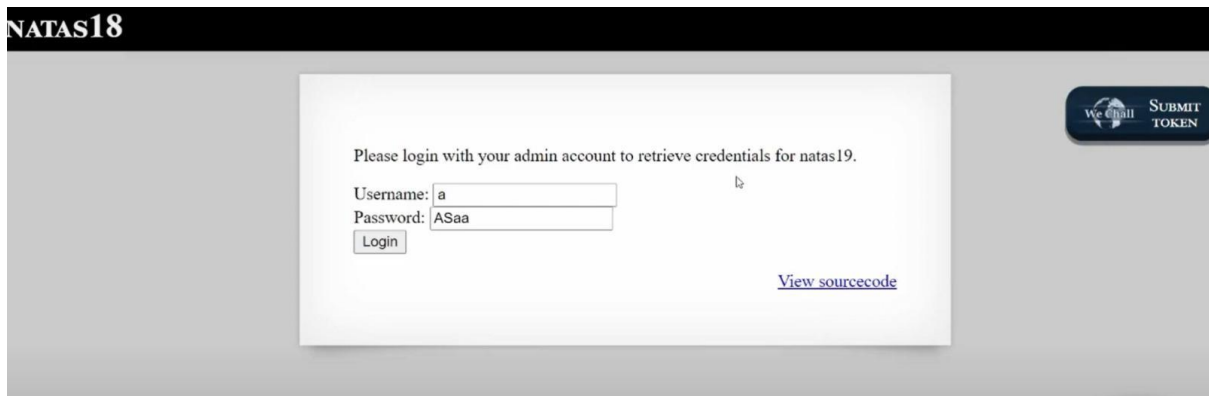 NATAS18
We Chall
SUBMIT
TOKEN
Please login with your admin account to retrieve credentials for natas19.
Username: a
Password: ASaa
Login
View sourcecode